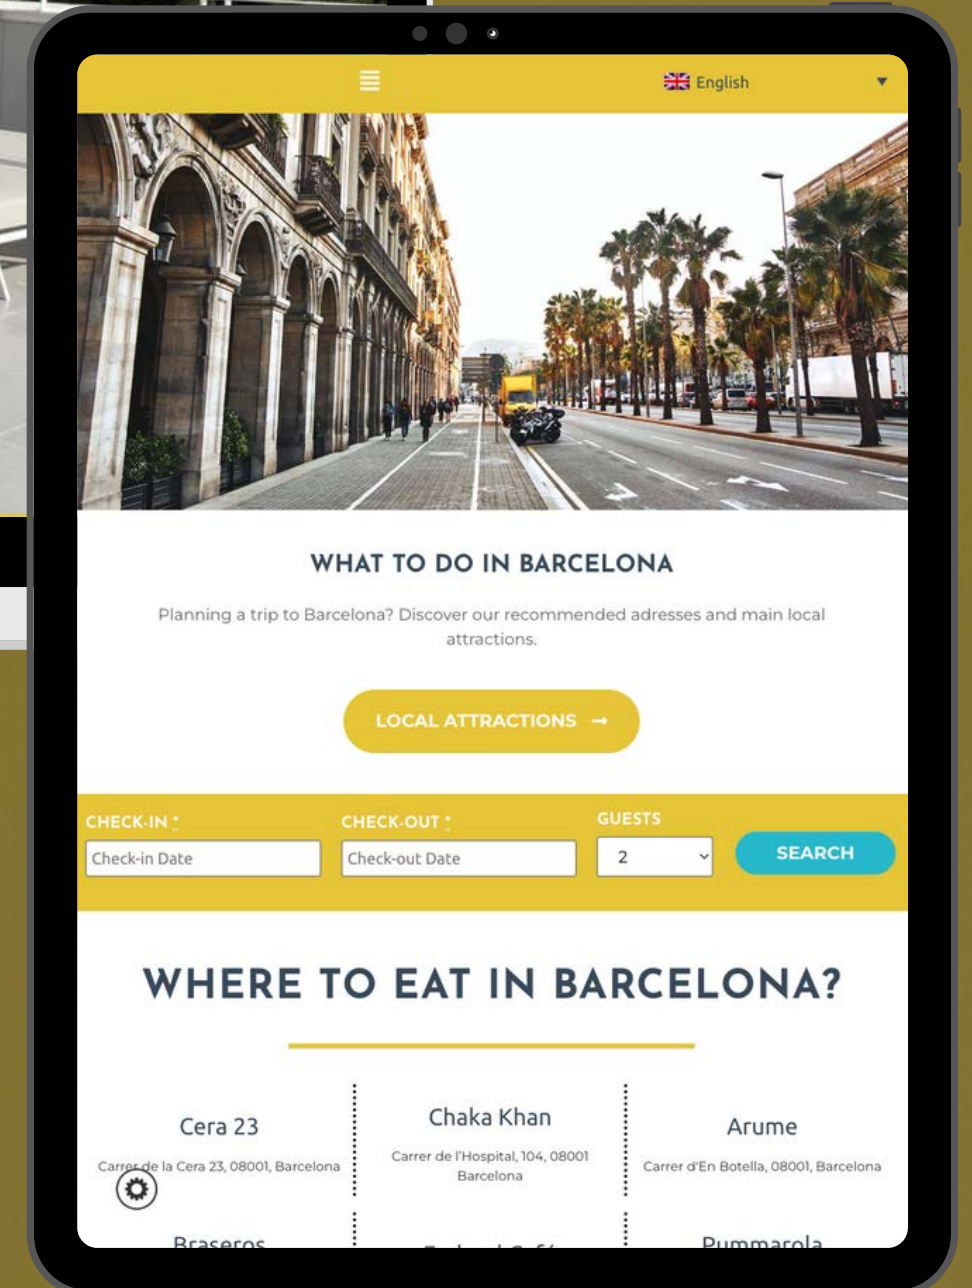 English
WHAT TO DO IN BARCELONA
Planning a trip to Barcelona? Discover our recommended adresses and main local
attractions.
LOCAL ATTRACTIONS →
CHECK-IN *
CHECK-OUT *
GUESTS
Check-in Date
Check-out Date
2
SEARCH
WHERE TO EAT IN BARCELONA?
Cera 23
Carrer de la Cera 23, 08001, Barcelona
Chaka Khan
Carrer de l'Hospital, 104, 08001
Barcelona
Arume
Carrer d'En Botella, 08001, Barcelona
Braseros
Pummarola